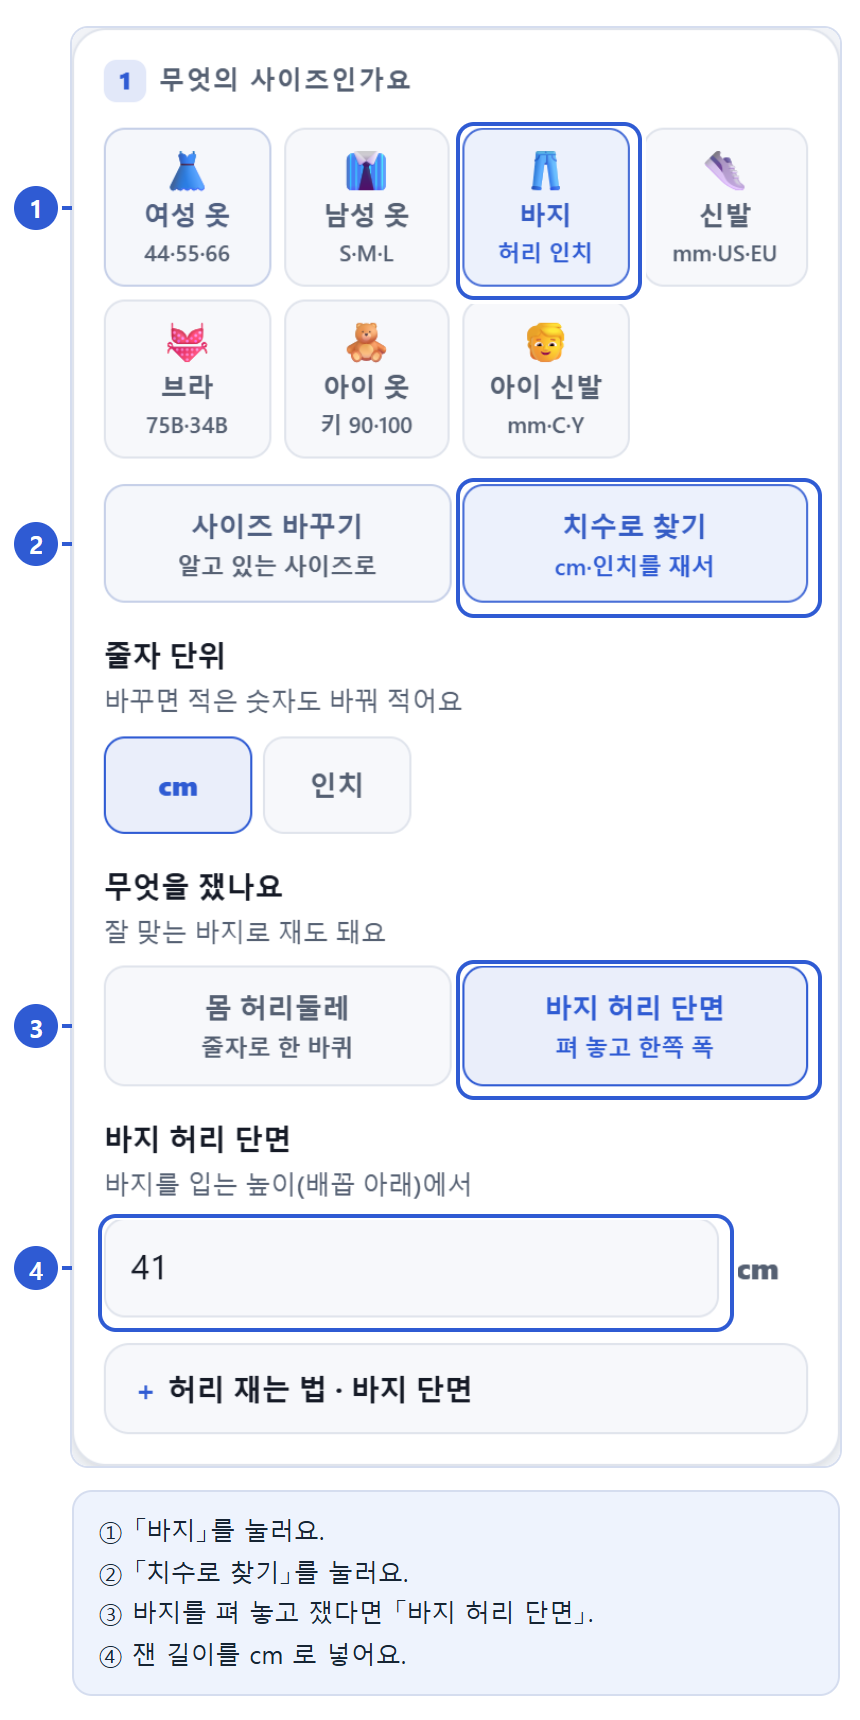 1 무엇의 사이즈인가요
1
여성 옷
44·55·66
남성 옷
S·M·L
바지
허리 인치
신발
mm·US·EU
브라
75B·34B
아이 옷
키 90·100
아이 신발
mm·C·Y
2
사이즈 바꾸기
알고 있는 사이즈로
치수로 찾기
cm·인치를 재서
줄자 단위
바꾸면 적은 숫자도 바꿔 적어요
cm
인치
무엇을 쟀나요
잘 맞는 바지로 재도 돼요
3
몸 허리둘레
줄자로 한 바퀴
바지 허리 단면
펴 놓고 한쪽 폭
바지 허리 단면
바지를 입는 높이(배꼽 아래)에서
4
41
cm
+ 허리 재는 법 · 바지 단면
① 「바지」를 눌러요.
② 「치수로 찾기」를 눌러요.
③ 바지를 펴 놓고 쟀다면 「바지 허리 단면」.
④ 잰 길이를 cm 로 넣어요.